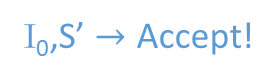 I₀,S’ → Accept!